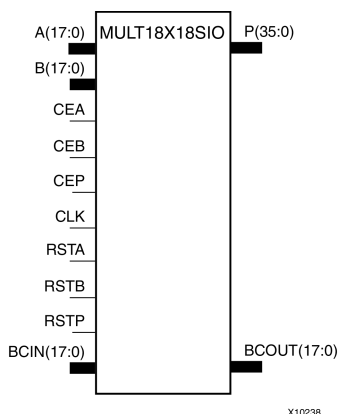 A(17:0) MULT18X18SIO P(35:0)
B(17:0)
CEA
CEB
CEP
CLK
RSTA
RSTB
RSTP
BCIN(17:0) BCOUT(17:0)
X10238